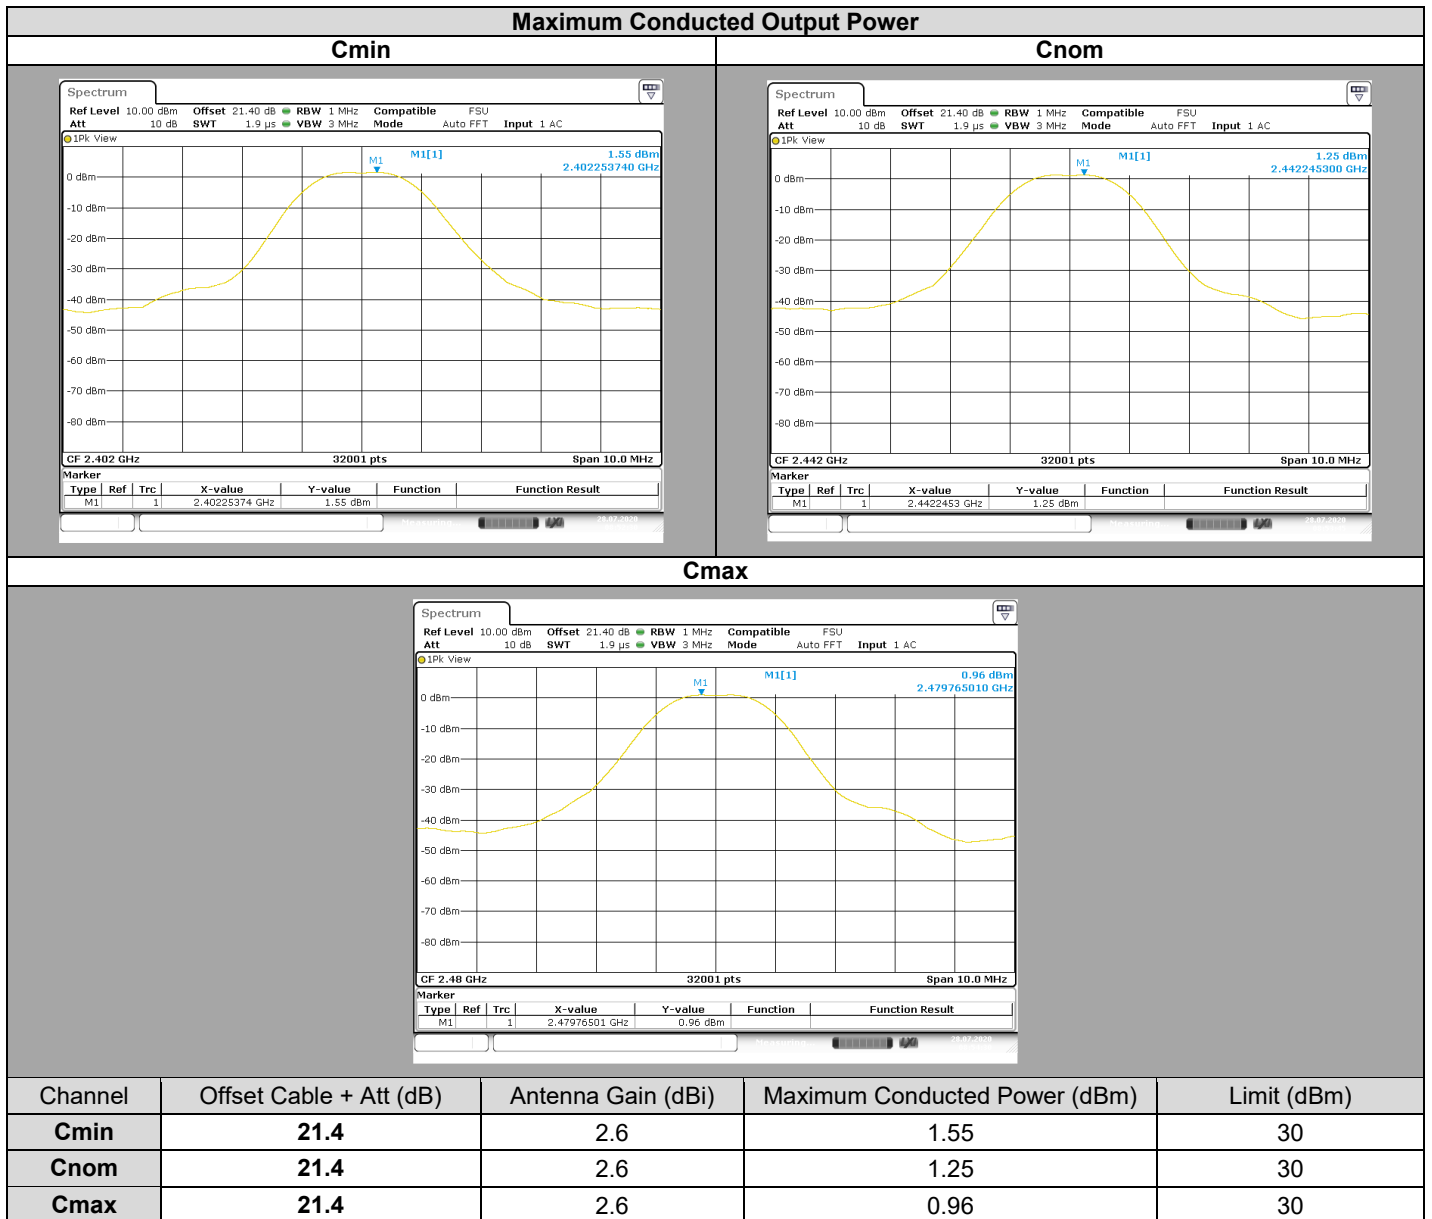 Maximum Conducted Output Power
Cmin
Cnom
Spectrum
Ref Level 10.00 dBm Offset 21.40 dB RBW 1 MHz Compatible FSU
Att 10 dB SWT 1.9 µs VBW 3 MHz Mode Auto FFT Input 1 AC
1Pk View
M1[1] 1.55 dBm
2.402253740 GHz
M1
0 dBm
-10 dBm
-20 dBm
-30 dBm
-40 dBm
-50 dBm
-60 dBm
-70 dBm
-80 dBm
CF 2.402 GHz 32001 pts Span 10.0 MHz
Marker
Type Ref Trc X-value Y-value Function Function Result
M1 1 2.40225374 GHz 1.55 dBm
Measuring... 28.07.2020
Spectrum
Ref Level 10.00 dBm Offset 21.40 dB RBW 1 MHz Compatible FSU
Att 10 dB SWT 1.9 µs VBW 3 MHz Mode Auto FFT Input 1 AC
1Pk View
M1[1] 1.25 dBm
2.442245300 GHz
M1
0 dBm
-10 dBm
-20 dBm
-30 dBm
-40 dBm
-50 dBm
-60 dBm
-70 dBm
-80 dBm
CF 2.442 GHz 32001 pts Span 10.0 MHz
Marker
Type Ref Trc X-value Y-value Function Function Result
M1 1 2.4422453 GHz 1.25 dBm
Measuring... 28.07.2020
Cmax
Spectrum
Ref Level 10.00 dBm Offset 21.40 dB RBW 1 MHz Compatible FSU
Att 10 dB SWT 1.9 µs VBW 3 MHz Mode Auto FFT Input 1 AC
1Pk View
M1[1] 0.96 dBm
2.479765010 GHz
M1
0 dBm
-10 dBm
-20 dBm
-30 dBm
-40 dBm
-50 dBm
-60 dBm
-70 dBm
-80 dBm
CF 2.48 GHz 32001 pts Span 10.0 MHz
Marker
Type Ref Trc X-value Y-value Function Function Result
M1 1 2.47976501 GHz 0.96 dBm
Measuring... 28.07.2020
Channel Offset Cable + Att (dB) Antenna Gain (dBi) Maximum Conducted Power (dBm) Limit (dBm)
Cmin 21.4 2.6 1.55 30
Cnom 21.4 2.6 1.25 30
Cmax 21.4 2.6 0.96 30